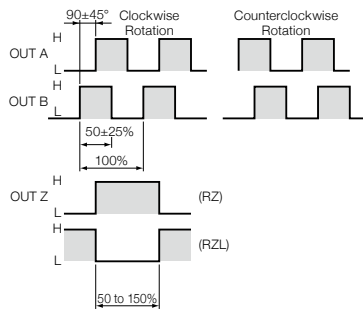 90±45°
Clockwise
Rotation
Counterclockwise
Rotation
H
OUT A
L
H
OUT B
L
50±25%
100%
H
OUT Z
L
(RZ)
H
L
(RZL)
50 to 150%